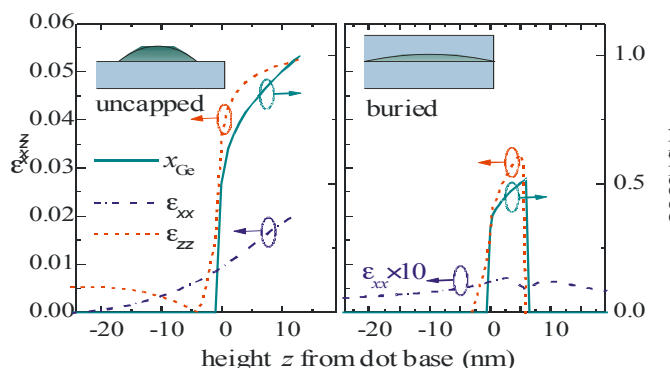 0.06
0.05
0.04
0.03
0.02
0.01
0.00
uncapped
x_Ge
ε_xx
ε_zz
-20
-10
0
10
buried
ε_xx×10
-20
-10
0
10
1.0
0.5
0.0
height z from dot base (nm)